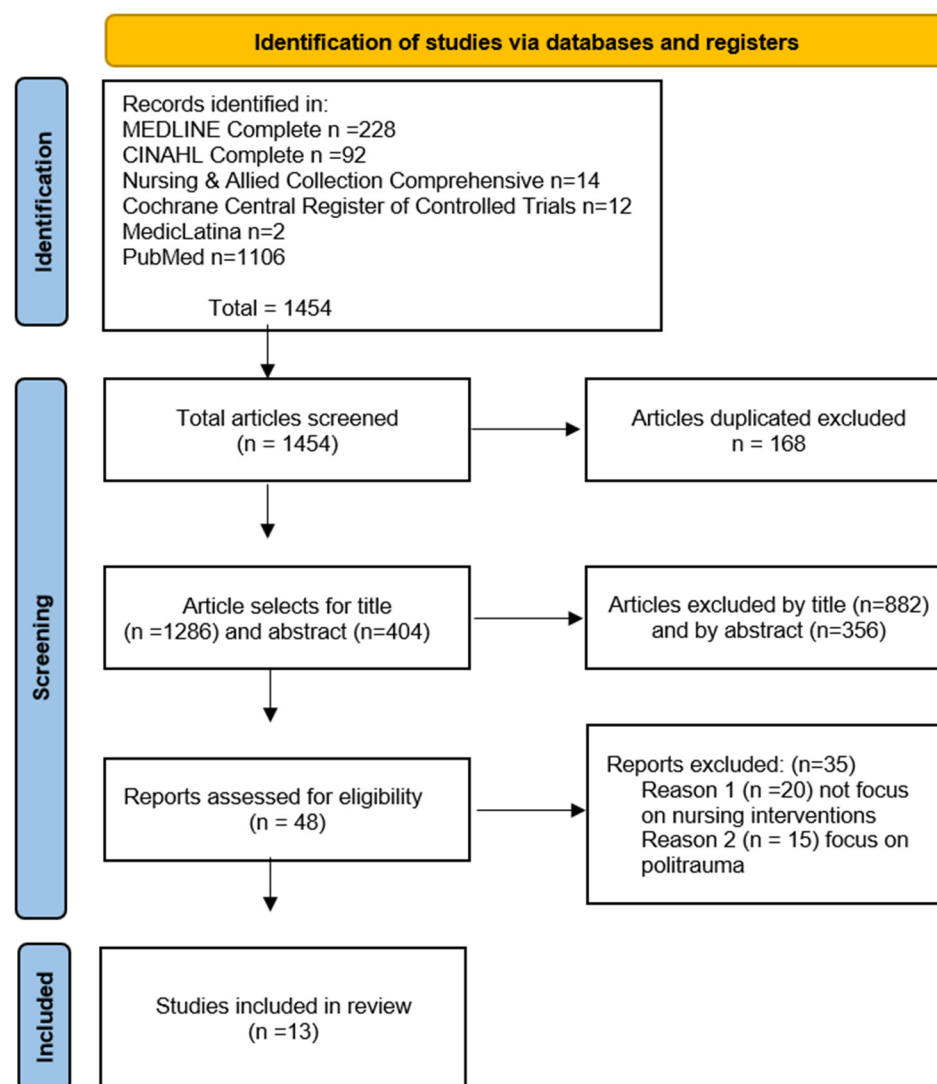 Identification of studies via databases and registers
Identification
Records identified in:
MEDLINE Complete n =228
CINAHL Complete n =92
Nursing & Allied Collection Comprehensive n=14
Cochrane Central Register of Controlled Trials n=12
MedicLatina n=2
PubMed n=1106
Total = 1454
Screening
Total articles screened
(n = 1454)
Articles duplicated excluded
n = 168
Article selects for title
(n =1286) and abstract (n=404)
Articles excluded by title (n=882)
and by abstract (n=356)
Reports assessed for eligibility
(n = 48)
Reports excluded: (n=35)
Reason 1 (n =20) not focus
on nursing interventions
Reason 2 (n = 15) focus on
politrauma
Included
Studies included in review
(n =13)